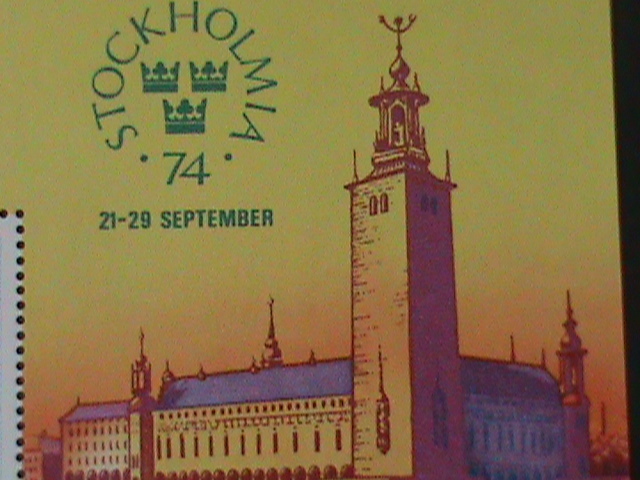 STOCKHOLMIA
· 74 ·
21-29 SEPTEMBER